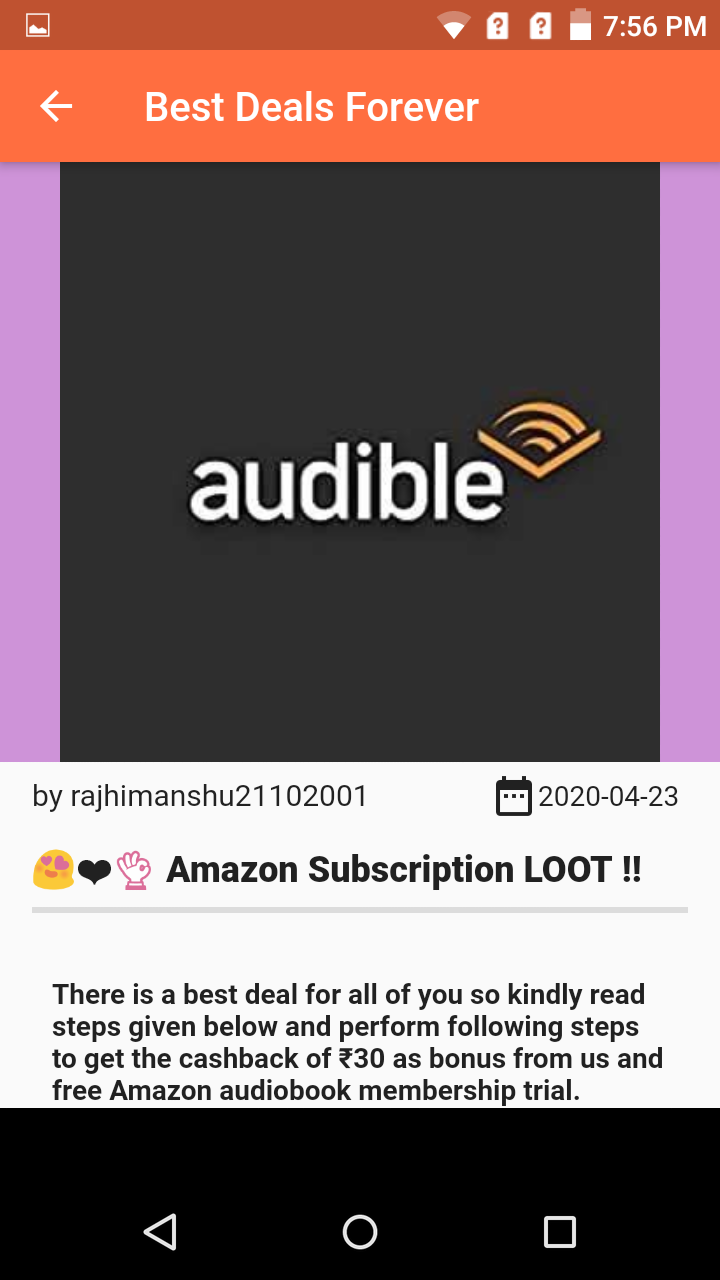 7:56 PM
Best Deals Forever
audible
by rajhimanshu21102001
2020-04-23
😍❤👌 Amazon Subscription LOOT !!
There is a best deal for all of you so kindly read
steps given below and perform following steps
to get the cashback of ₹30 as bonus from us and
free Amazon audiobook membership trial.